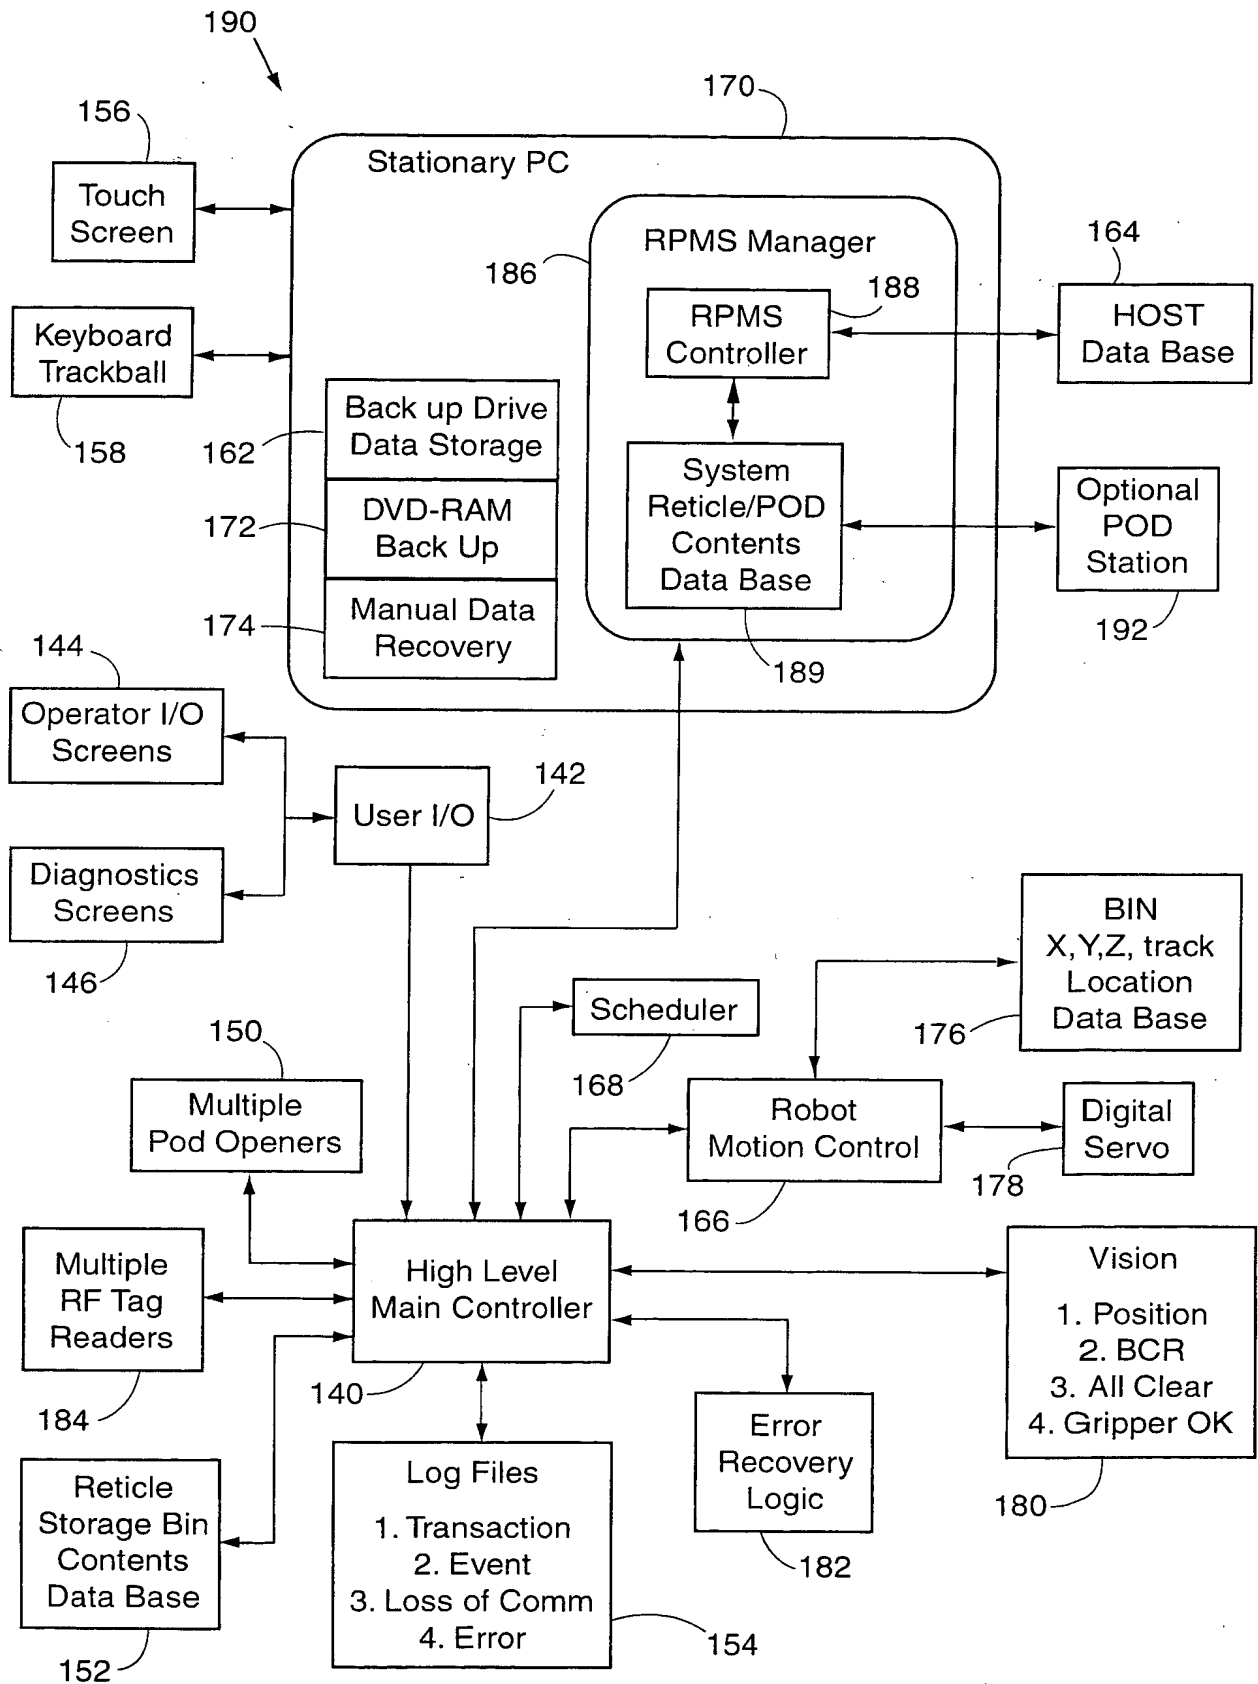 190
170
156
Stationary PC
Touch
Screen
RPMS Manager
164
186
188
HOST
Data Base
RPMS
Controller
Keyboard
Trackball
158
Back up Drive
Data Storage
162
System
Reticle/POD
Contents
Data Base
Optional
POD
Station
DVD-RAM
Back Up
172
Manual Data
Recovery
174
192
189
144
Operator I/O
Screens
142
User I/O
Diagnostics
Screens
146
BIN
X,Y,Z, track
Location
Data Base
176
Scheduler
168
150
Multiple
Pod Openers
Robot
Motion Control
166
Digital
Servo
178
Multiple
RF Tag
Readers
184
High Level
Main Controller
140
Vision
1. Position
2. BCR
3. All Clear
4. Gripper OK
180
Error
Recovery
Logic
182
Reticle
Storage Bin
Contents
Data Base
152
Log Files
1. Transaction
2. Event
3. Loss of Comm
4. Error
154